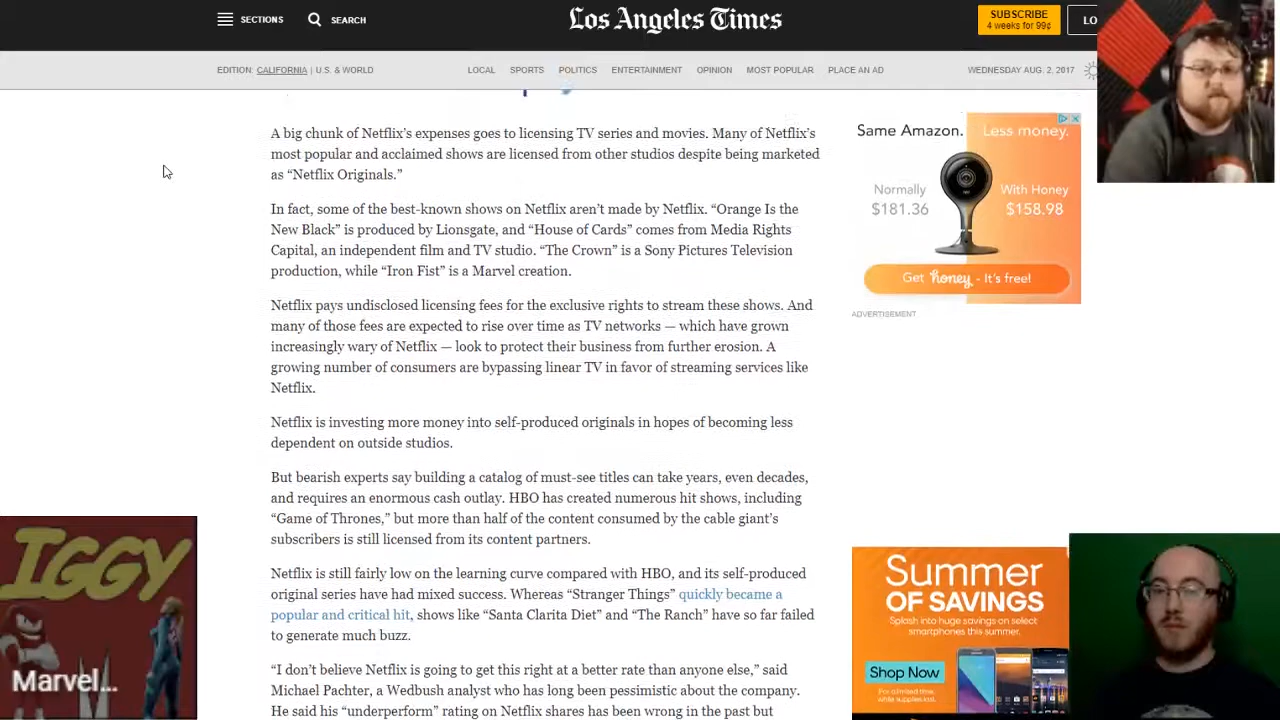 SECTIONS
SEARCH
Los Angeles Times
SUBSCRIBE
4 weeks for 99¢
LO
EDITION: CALIFORNIA | U.S. & WORLD
LOCAL SPORTS POLITICS ENTERTAINMENT OPINION MOST POPULAR PLACE AN AD
WEDNESDAY AUG. 2, 2017
A big chunk of Netflix’s expenses goes to licensing TV series and movies. Many of Netflix’s
most popular and acclaimed shows are licensed from other studios despite being marketed
as “Netflix Originals.”
In fact, some if the best-known shows on Netflix aren’t made by Netflix. “Orange Is the
New Black” is produced by Lionsgate, and “House of Cards” comes from Media Rights
Capital, an independent film and TV studio. “The Crown” is a Sony Pictures Television
production, while “Iron Fist” is a Marvel creation.
Netflix pays undisclosed licensing fees for the exclusive rights to stream these shows. And
many of those fees are expected to rise over time as TV networks — which have grown
increasingly wary of Netflix — look to protect their business from further erosion. A
growing number of consumers are bypassing linear TV in favor of streaming services like
Netflix.
Netflix is investing more money into self-produced originals in hopes of becoming less
dependent on outside studios.
But bearish experts say building a catalog of must-see titles can take years, even decades,
and requires an enormous cash outlay. HBO has created numerous hit shows, including
“Game of Thrones,” but more than half of the content consumed by the cable giant’s
subscribers is still licensed from its content partners.
Netflix is still fairly low on the learning curve compared with HBO, and its self-produced
original series have had mixed success. Whereas “Stranger Things” quickly became a
popular and critical hit, shows like “Santa Clarita Diet” and “The Ranch” have so far failed
to generate much buzz.
“I don’t think Netflix is going to get this right at a better rate than anyone else,” said
Michael Pachter, a Wedbush analyst who has long been pessimistic about the company.
Same Amazon. Less money.
Normally
$181.36
With Honey
$158.98
Get honey - It's free!
ADVERTISEMENT
Summer
OF SAVINGS
Splash into huge savings on select
smartphones this summer.
Shop Now
For a limited time,
while supplies last.
IGGY
Marvel...